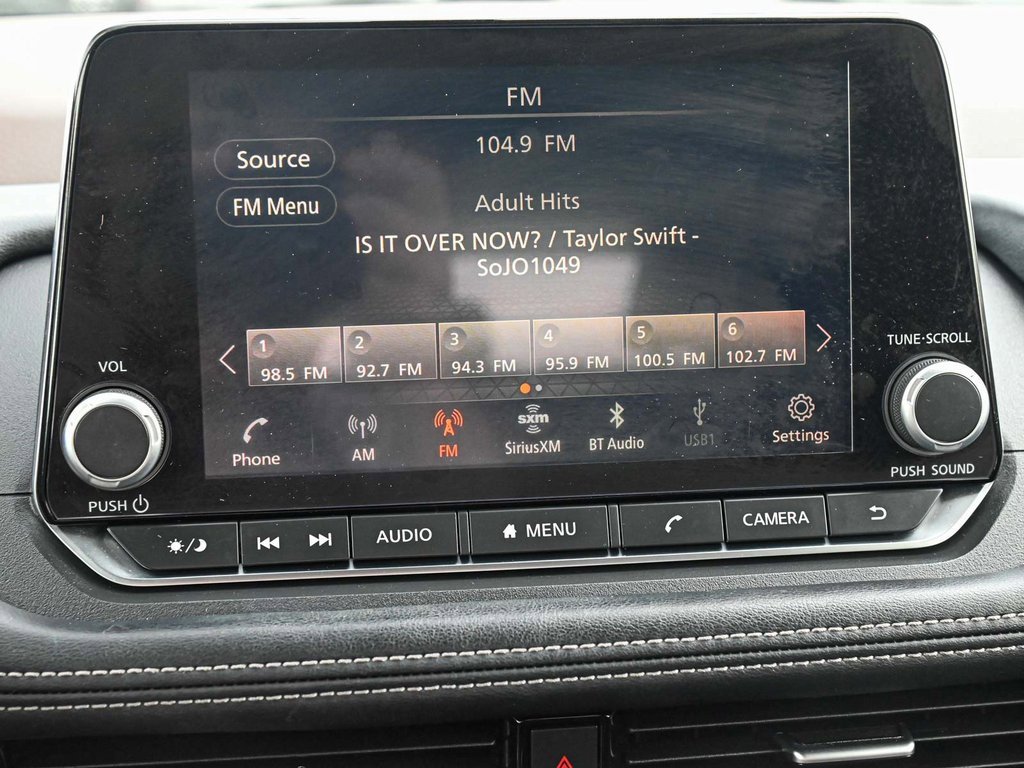 FM
104.9 FM
Source
FM Menu
Adult Hits
IS IT OVER NOW? / Taylor Swift -
SoJO1049
1 2 3 4 5 6
98.5 FM 92.7 FM 94.3 FM 95.9 FM 100.5 FM 102.7 FM
VOL
TUNE·SCROLL
sxm
Phone AM FM SiriusXM BT Audio USB1 Settings
PUSH
PUSH SOUND
AUDIO MENU CAMERA